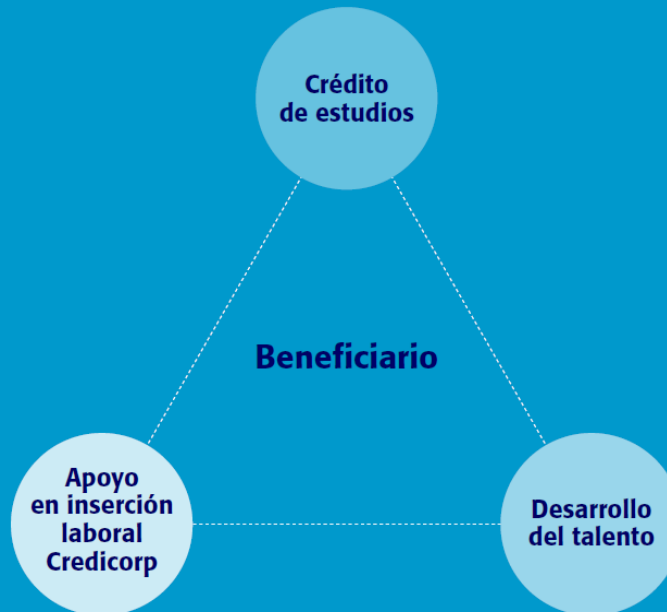 Crédito
de estudios
Beneficiario
Apoyo
en inserción
laboral
Credicorp
Desarrollo
del talento